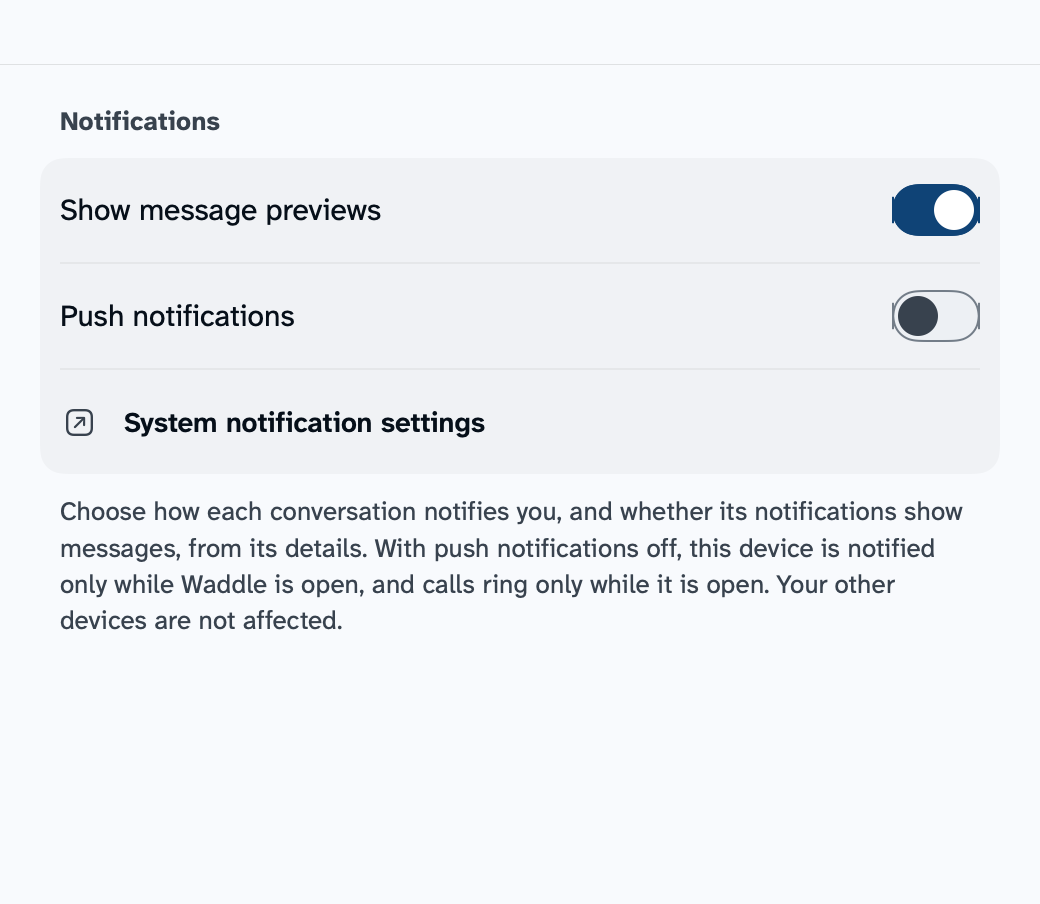 Notifications
Show message previews
Push notifications
System notification settings
Choose how each conversation notifies you, and whether its notifications show
messages, from its details. With push notifications off, this device is notified
only while Waddle is open, and calls ring only while it is open. Your other
devices are not affected.